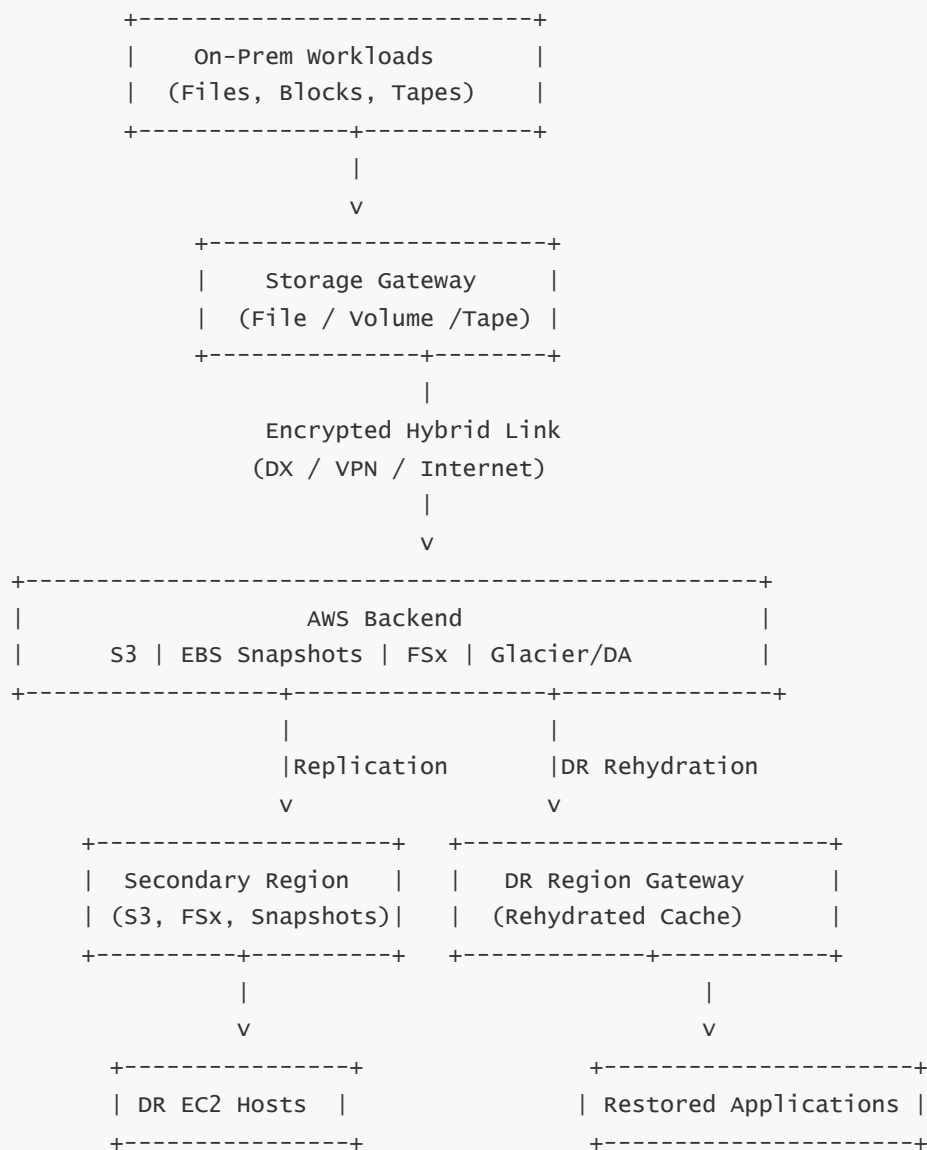 On-Prem Workloads
(Files, Blocks, Tapes)
Storage Gateway
(File / Volume /Tape)
Encrypted Hybrid Link
(DX / VPN / Internet)
AWS Backend
S3 | EBS Snapshots | FSx | Glacier/DA
Replication DR Rehydration
Secondary Region DR Region Gateway
(S3, FSx, Snapshots) (Rehydrated Cache)
DR EC2 Hosts Restored Applications